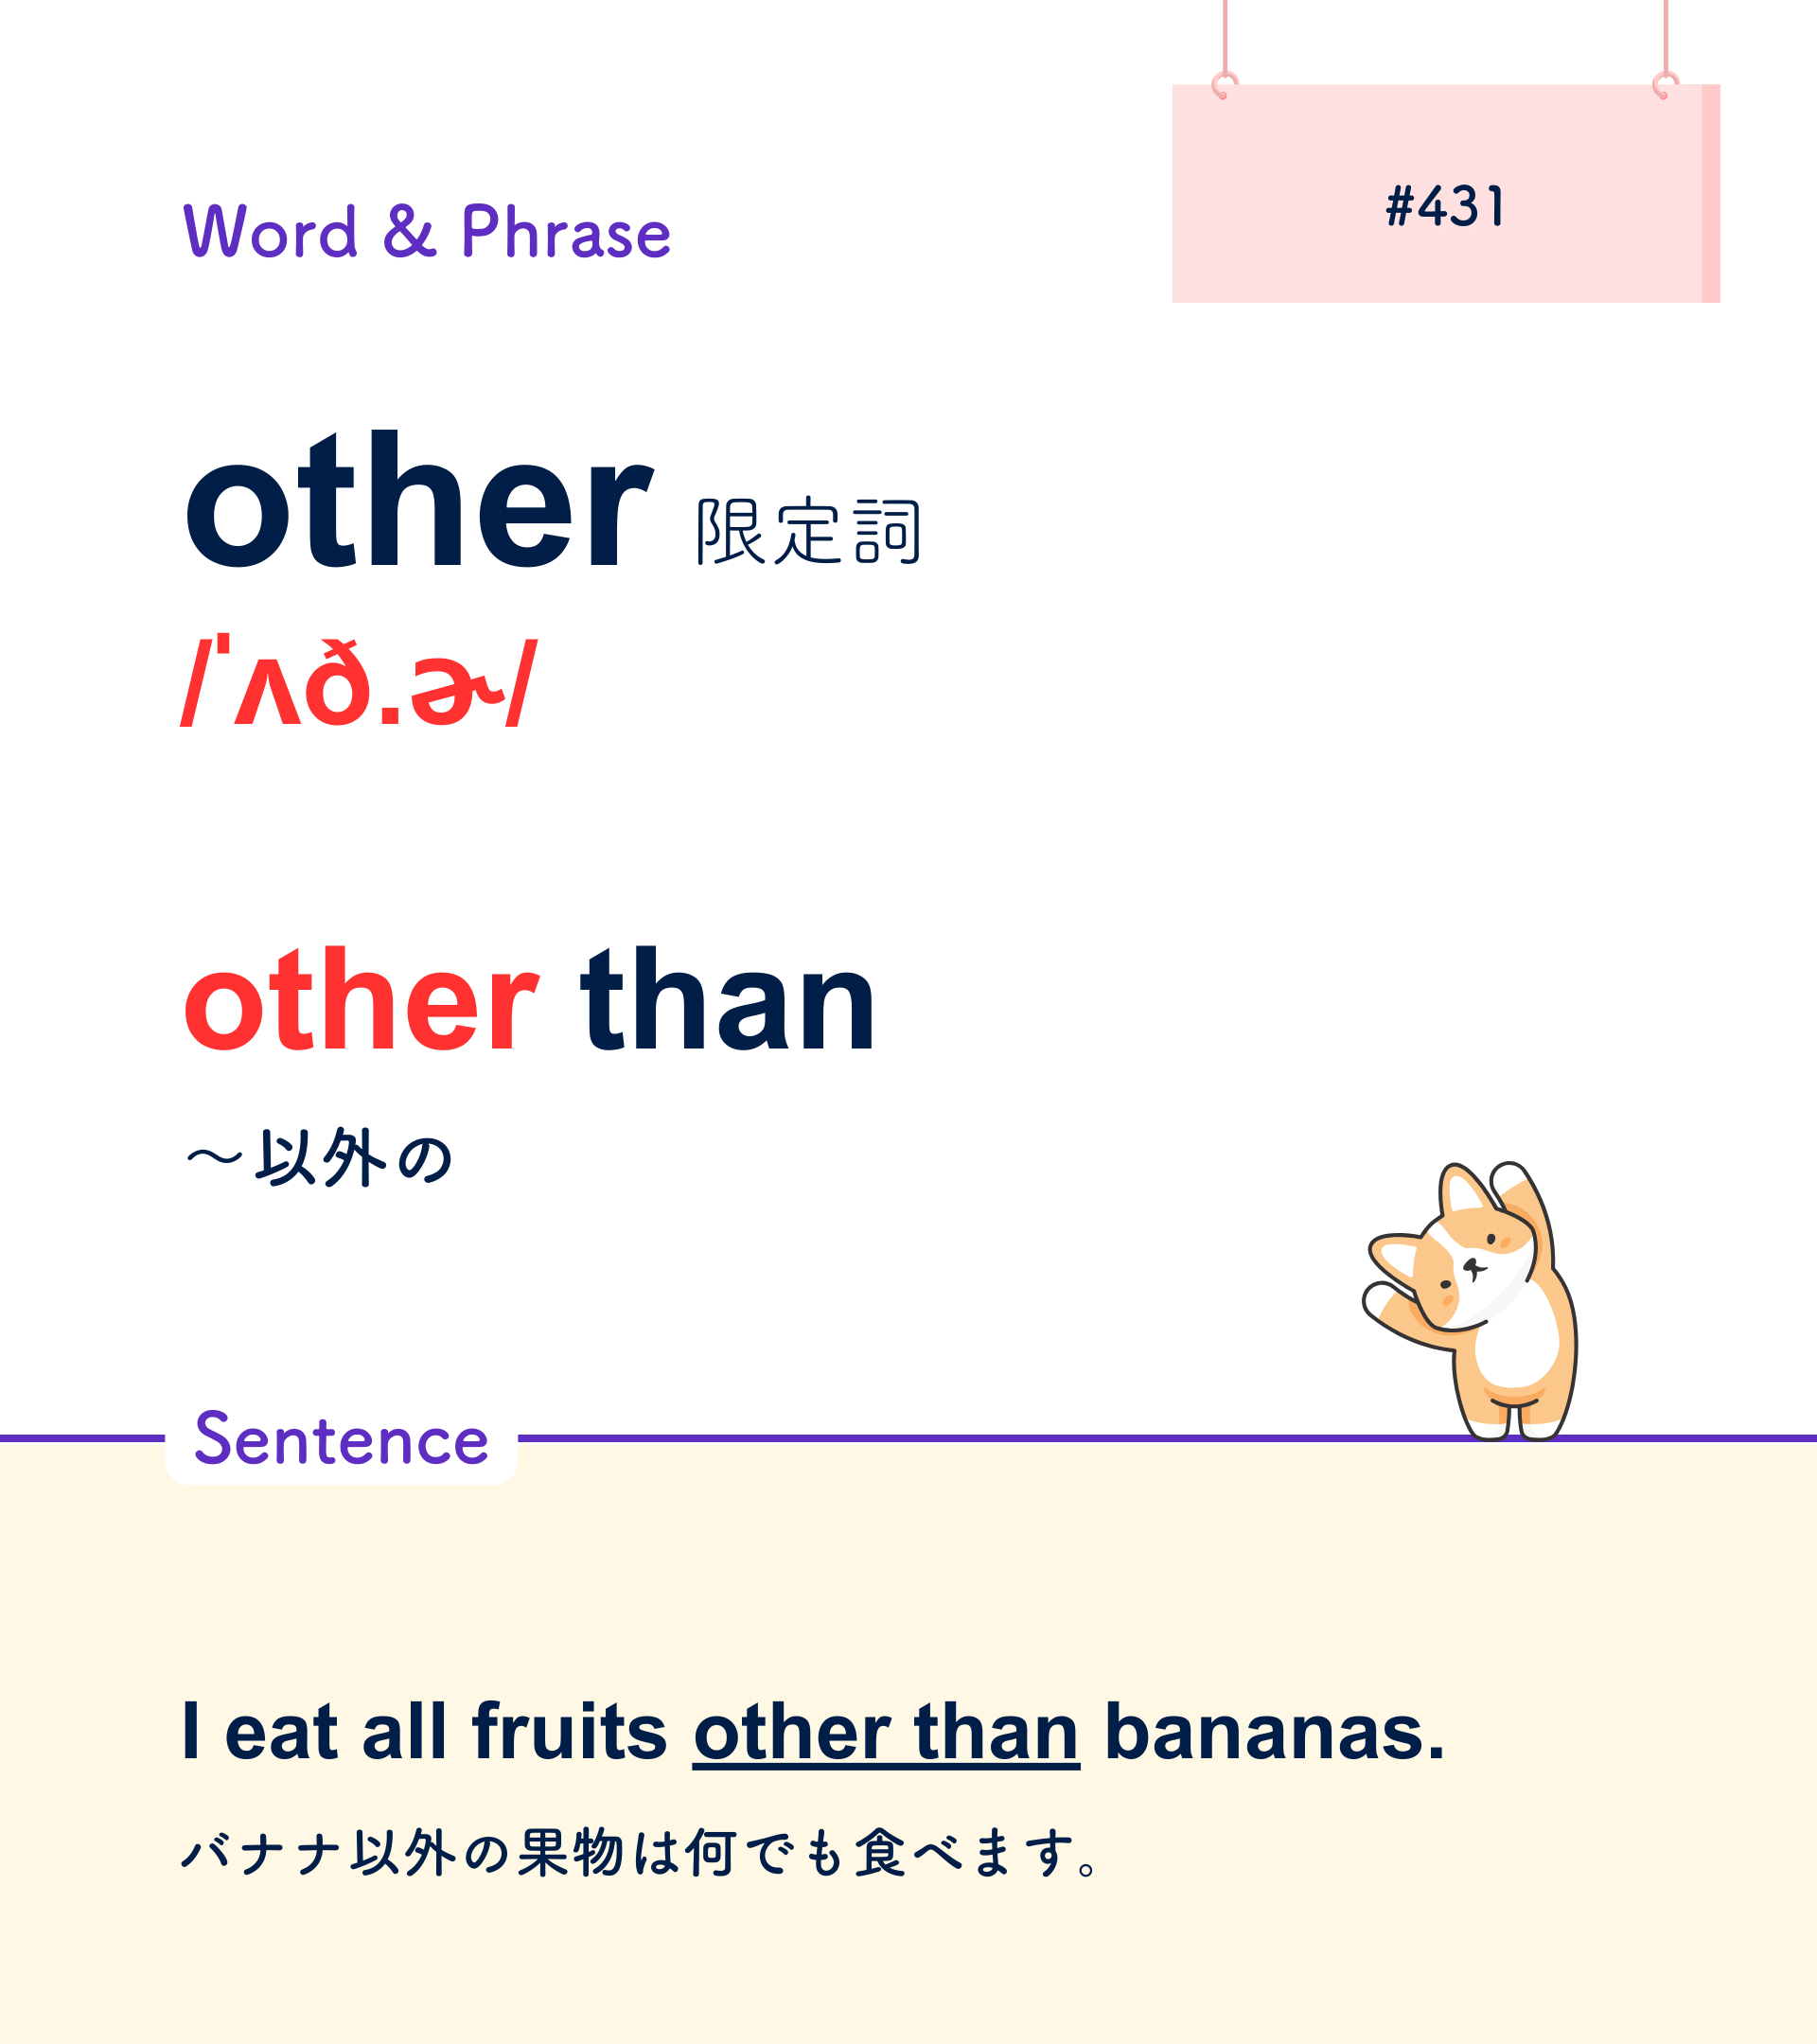 #431
Word & Phrase
other 限定詞
/ˈʌð.ɚ/
other than
〜以外の
Sentence
I eat all fruits other than bananas.
バナナ以外の果物は何でも食べます。